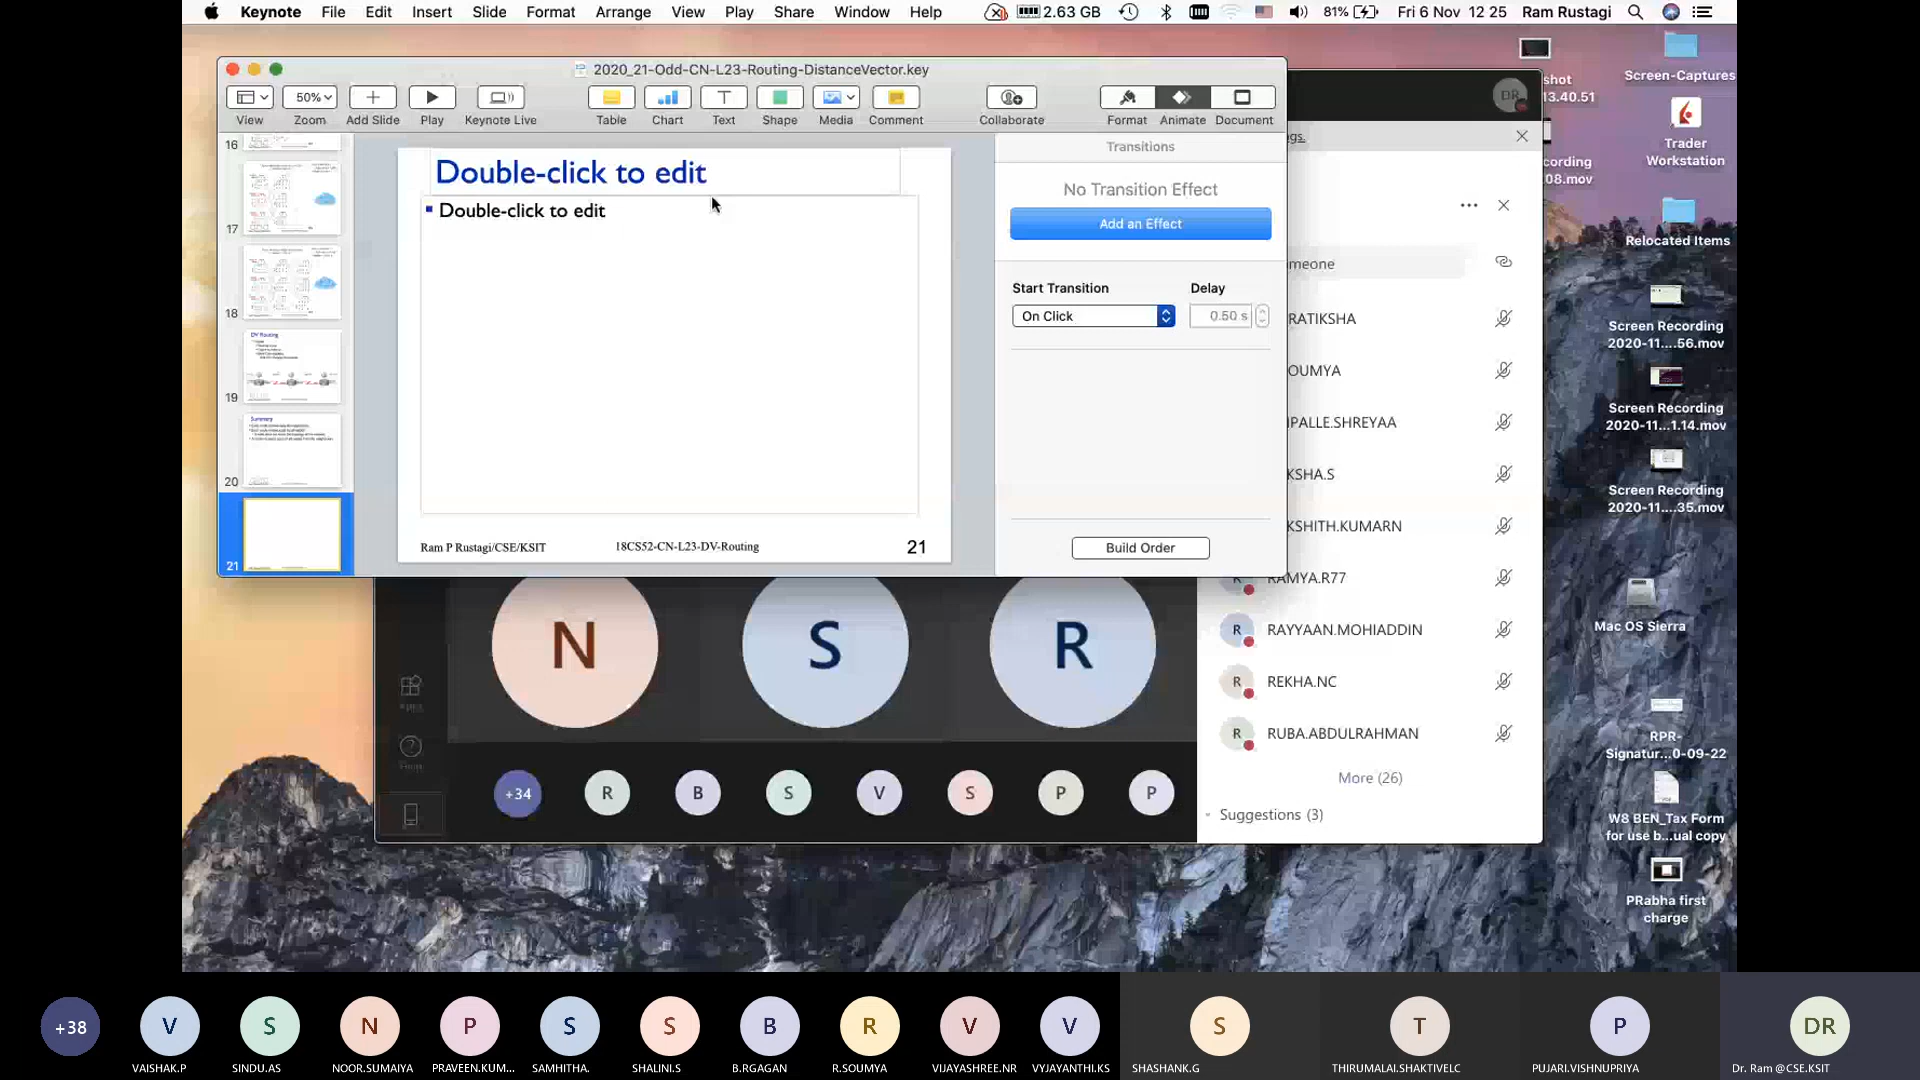 Keynote File Edit Insert Slide Format Arrange View Play Share Window Help 2.63 GB 81% Fri 6 Nov 12 25 Ram Rustagi
2020_21-Odd-CN-L23-Routing-DistanceVector.key
50%
View Zoom Add Slide Play Keynote Live Table Chart Text Shape Media Comment Collaborate Format Animate Document
16
17
18
DV Routing
19
Summary
20
21
Double-click to edit
Double-click to edit
Ram P Rustagi/CSE/KSIT 18CS52-CN-L23-DV-Routing 21
Transitions
No Transition Effect
Add an Effect
Start Transition Delay
On Click 0.50 s
Build Order
DR
gs.
meone
RATIKSHA
OUMYA
IPALLE.SHREYAA
KSHA.S
KSHITH.KUMARN
RAMYA.R77
R RAYYAAN.MOHIADDIN
R REKHA.NC
R RUBA.ABDULRAHMAN
More (26)
Suggestions (3)
N S R
+34 R B S V S P P
shot
13.40.51
cording
08.mov
Screen-Captures
Trader
Workstation
Relocated Items
Screen Recording
2020-11....56.mov
Screen Recording
2020-11...1.14.mov
Screen Recording
2020-11....35.mov
Mac OS Sierra
RPR-
Signatur...0-09-22
W8 BEN_Tax Form
for use b...ual copy
PRabha first
charge
+38 V S N P S S B R V V S T P DR
VAISHAK.P SINDU.AS NOOR.SUMAIYA PRAVEEN.KUM... SAMHITHA. SHALINI.S B.RGAGAN R.SOUMYA VIJAYASHREE.NR VYJAYANTHI.KS SHASHANK.G THIRUMALAI.SHAKTIVELC PUJARI.VISHNUPRIYA Dr. Ram @CSE.KSIT